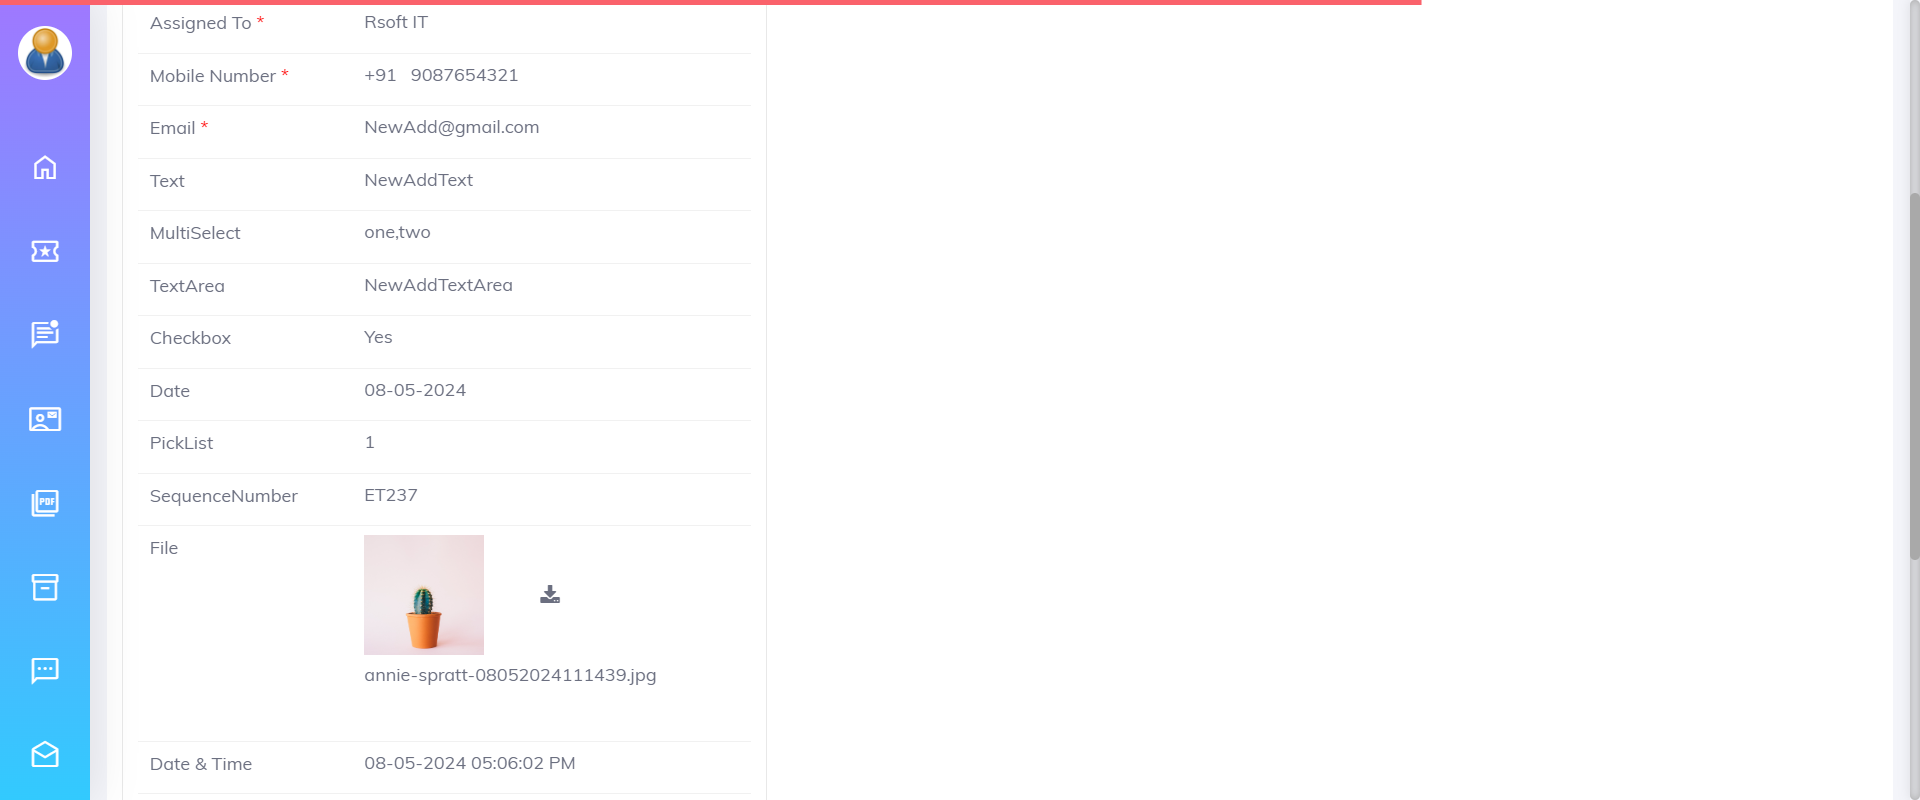 Assigned To * Rsoft IT
Mobile Number * +91 9087654321
Email * NewAdd@gmail.com
Text NewAddText
MultiSelect one,two
TextArea NewAddTextArea
Checkbox Yes
Date 08-05-2024
PickList 1
SequenceNumber ET237
File
annie-spratt-08052024111439.jpg
Date & Time 08-05-2024 05:06:02 PM
PDF